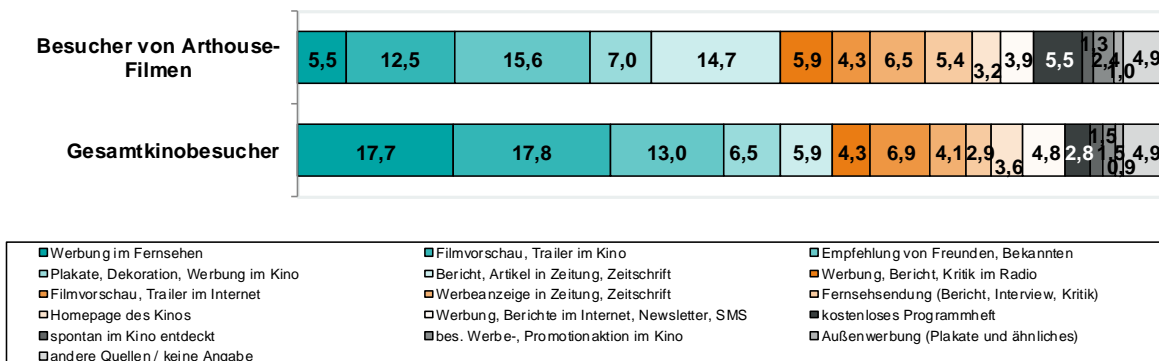 Besucher von Arthouse-
Filmen
5,5 12,5 15,6 7,0 14,7 5,9 4,3 6,5 5,4 3,2 3,9 5,5 1,3 2,4 1,0 4,9
Gesamtkinobesucher
17,7 17,8 13,0 6,5 5,9 4,3 6,9 4,1 2,9 3,6 4,8 2,8 1,5 1,5 0,9 4,9
Werbung im Fernsehen Filmvorschau, Trailer im Kino Empfehlung von Freunden, Bekannten
Plakate, Dekoration, Werbung im Kino Bericht, Artikel in Zeitung, Zeitschrift Werbung, Bericht, Kritik im Radio
Filmvorschau, Trailer im Internet Werbeanzeige in Zeitung, Zeitschrift Fernsehsendung (Bericht, Interview, Kritik)
Homepage des Kinos Werbung, Berichte im Internet, Newsletter, SMS kostenloses Programmheft
spontan im Kino entdeckt bes. Werbe-, Promotionaktion im Kino Außenwerbung (Plakate und ähnliches)
andere Quellen / keine Angabe